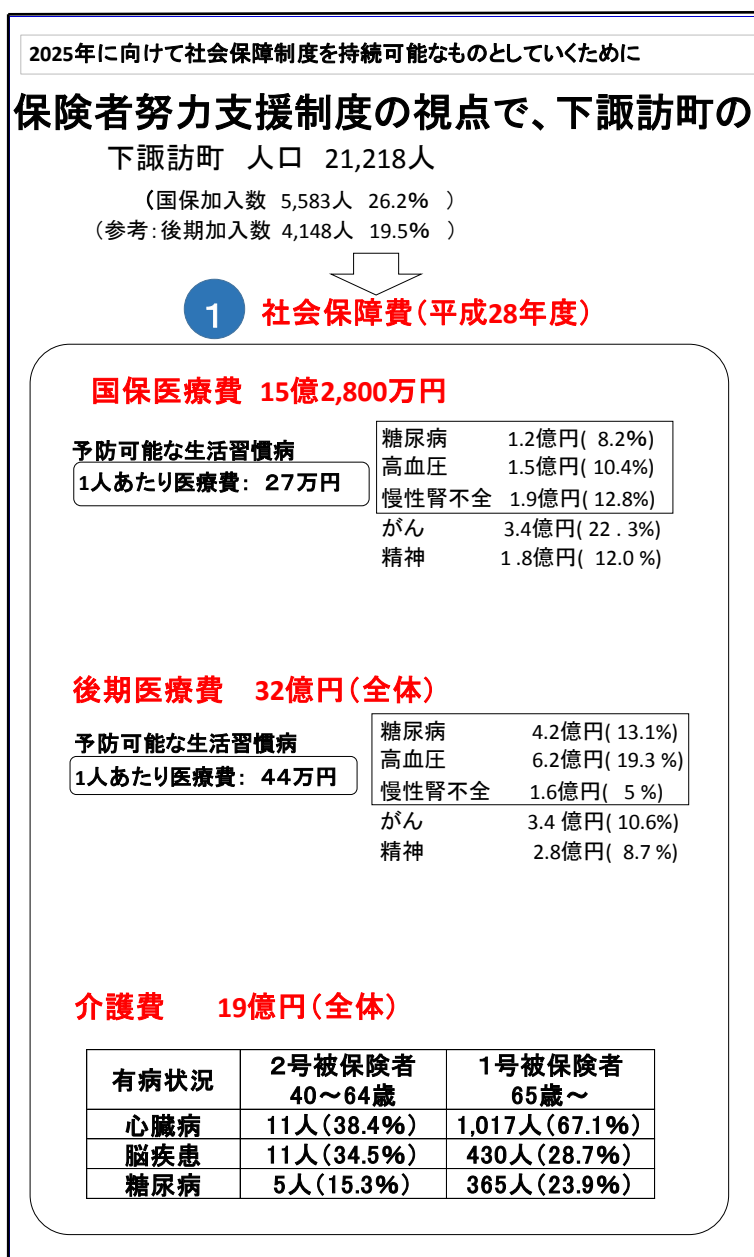 2025年に向けて社会保障制度を持続可能なものとしていくために
保険者努力支援制度の視点で、下諏訪町の
下諏訪町 人口 21,218人
（国保加入数 5,583人 26.2% ）
（参考：後期加入数 4,148人 19.5% ）
1 社会保障費（平成28年度）
国保医療費 15億2,800万円
予防可能な生活習慣病
1人あたり医療費： 27万円
糖尿病 1.2億円( 8.2%)
高血圧 1.5億円( 10.4%)
慢性腎不全 1.9億円( 12.8%)
がん 3.4億円( 22 . 3%)
精神 1 .8億円( 12.0 %)
後期医療費 32億円（全体）
予防可能な生活習慣病
1人あたり医療費： 44万円
糖尿病 4.2億円( 13.1%)
高血圧 6.2億円( 19.3 %)
慢性腎不全 1.6億円( 5 %)
がん 3.4 億円( 10.6%)
精神 2.8億円( 8.7 %)
介護費 19億円（全体）
有病状況 2号被保険者 40～64歳 1号被保険者 65歳～
心臓病 11人（38.4%） 1,017人（67.1%）
脳疾患 11人（34.5%） 430人（28.7%）
糖尿病 5人（15.3%） 365人（23.9%）